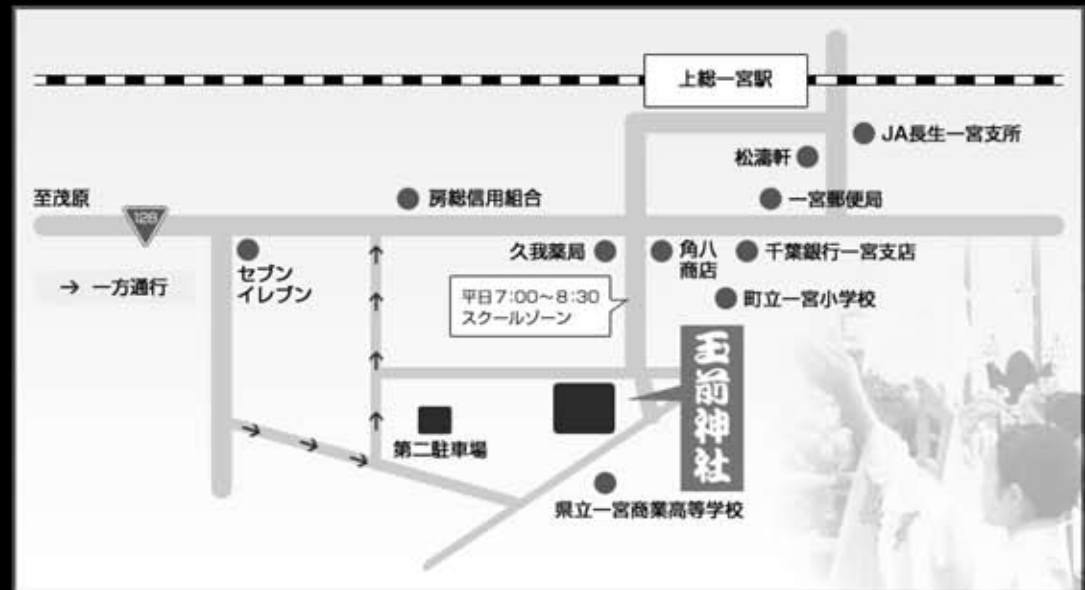 上総一宮駅
JA長生一宮支所
松濤軒
至茂原
128
房総信用組合
一宮郵便局
久我薬局
角八
商店
千葉銀行一宮支店
セブン
イレブン
→ 一方通行
平日7:00～8:30
スクールゾーン
町立一宮小学校
玉前神社
第二駐車場
県立一宮商業高等学校